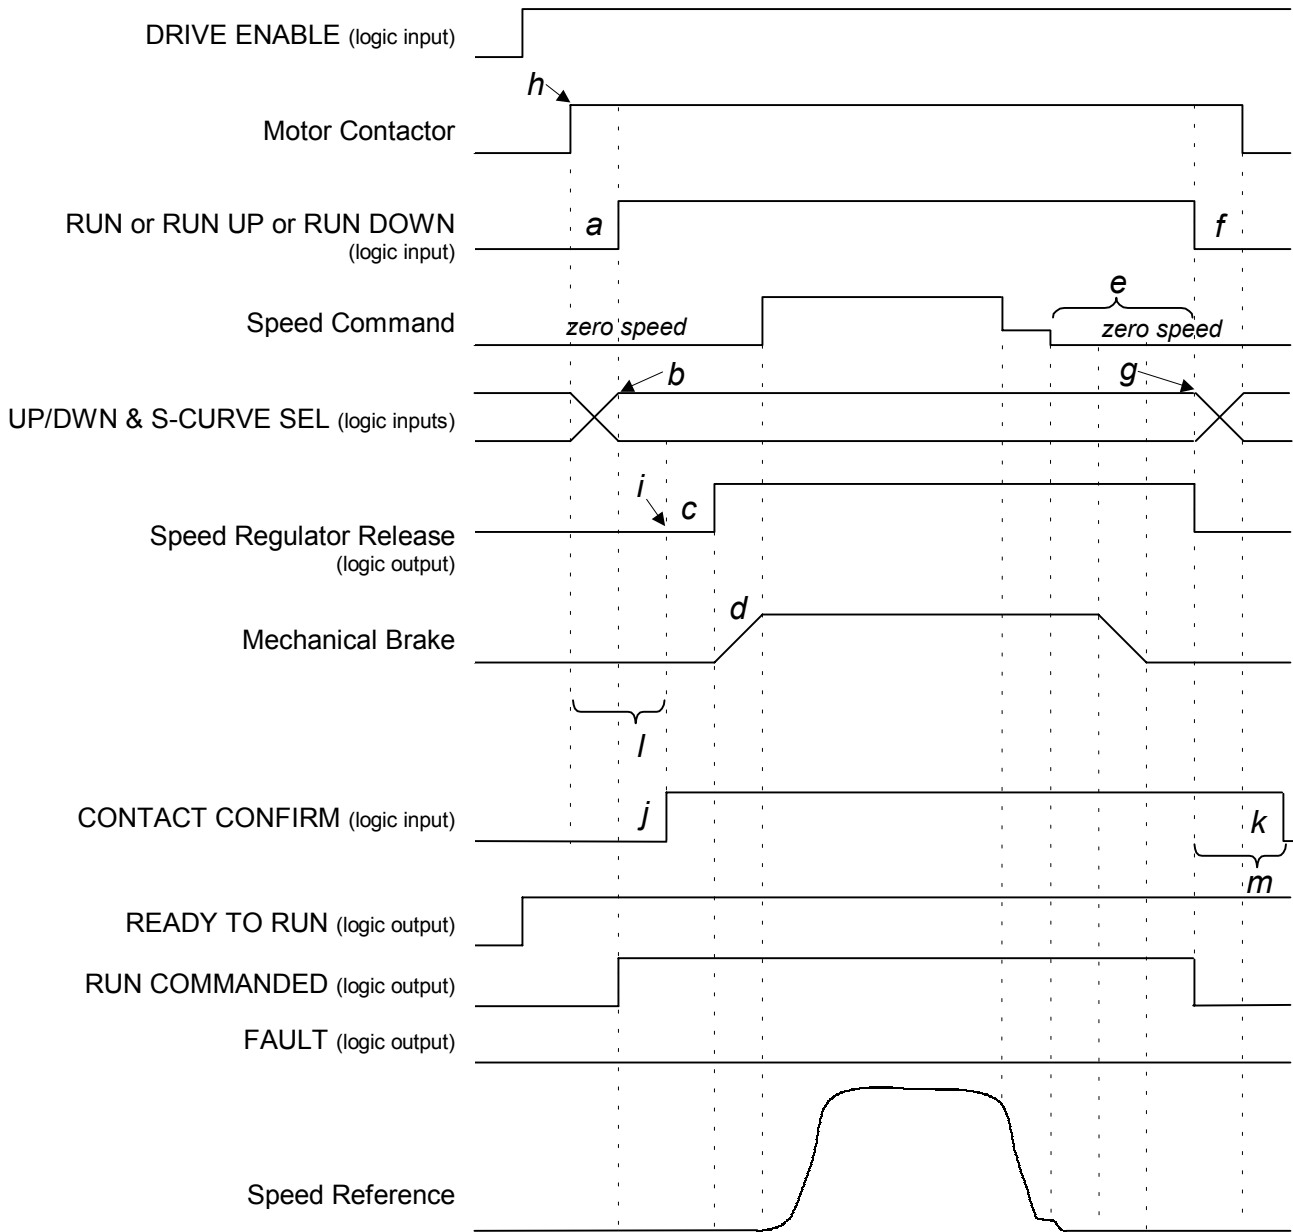 DRIVE ENABLE (logic input)
h
Motor Contactor
RUN or RUN UP or RUN DOWN
(logic input)
a
f
e
Speed Command
zero speed
zero speed
b
g
UP/DWN & S-CURVE SEL (logic inputs)
i
c
Speed Regulator Release
(logic output)
d
Mechanical Brake
l
CONTACT CONFIRM (logic input)
j
k
m
READY TO RUN (logic output)
RUN COMMANDED (logic output)
FAULT (logic output)
Speed Reference